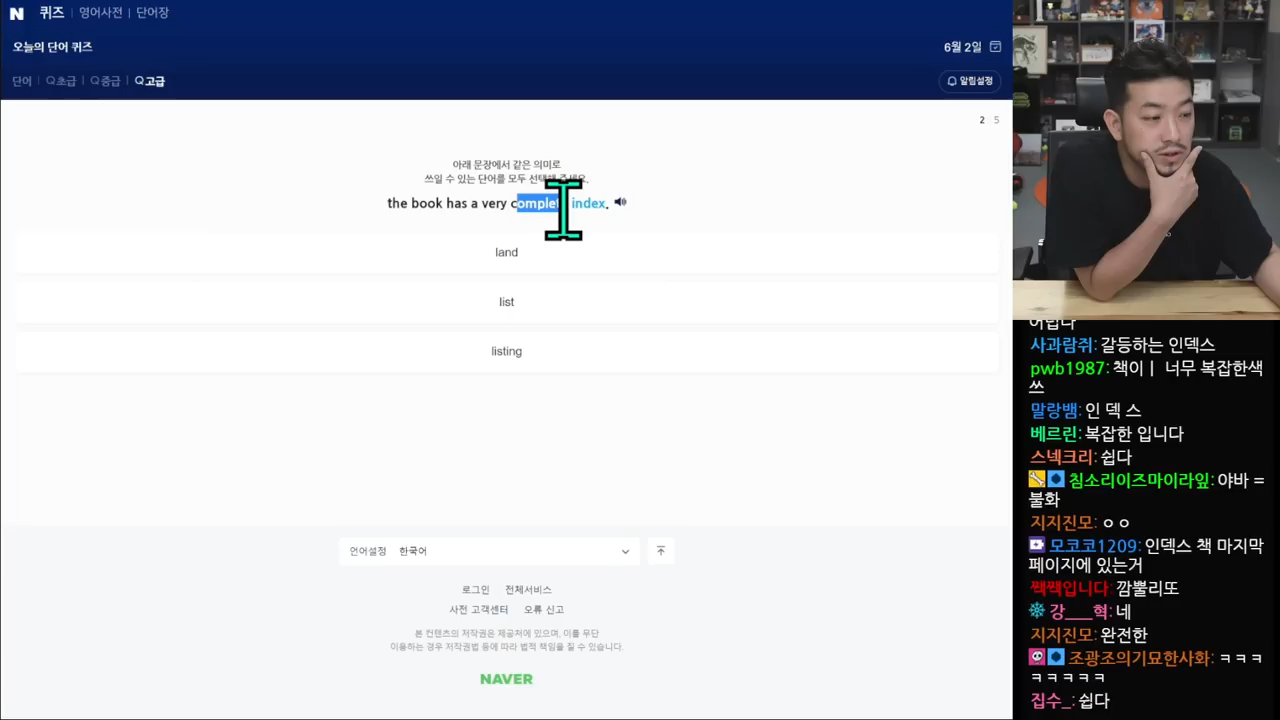 N 퀴즈 | 영어사전 | 단어장
오늘의 단어 퀴즈
6월 2일
단어 | Q초급 | Q중급 | Q고급
알림설정
2 5
아래 문장에서 같은 의미로
쓰일 수 있는 단어를 모두 선택해 주세요.
the book has a very complete index.
land
list
listing
언어설정 한국어
로그인 전체서비스
사전 고객센터 오류 신고
본 컨텐츠의 저작권은 제공처에 있으며, 이를 무단
이용하는 경우 저작권법 등에 따라 법적 책임을 질 수 있습니다.
NAVER
어렵다
사과람쥐: 갈등하는 인덱스
pwb1987: 책이ㅣ 너무 복잡한색
쓰
말랑뱀: 인 덱 스
베르린: 복잡한 입니다
스넥크리: 쉽다
침소리이즈마이라잎: 야바 =
불화
지지진모: ㅇㅇ
모코코1209: 인덱스 책 마지막
페이지에 있는거
짹짹입니다: 깜뿔리또
강___혁: 네
지지진모: 완전한
조광조의기묘한사화: ㅋㅋㅋ
ㅋㅋㅋㅋㅋ
집수_: 쉽다